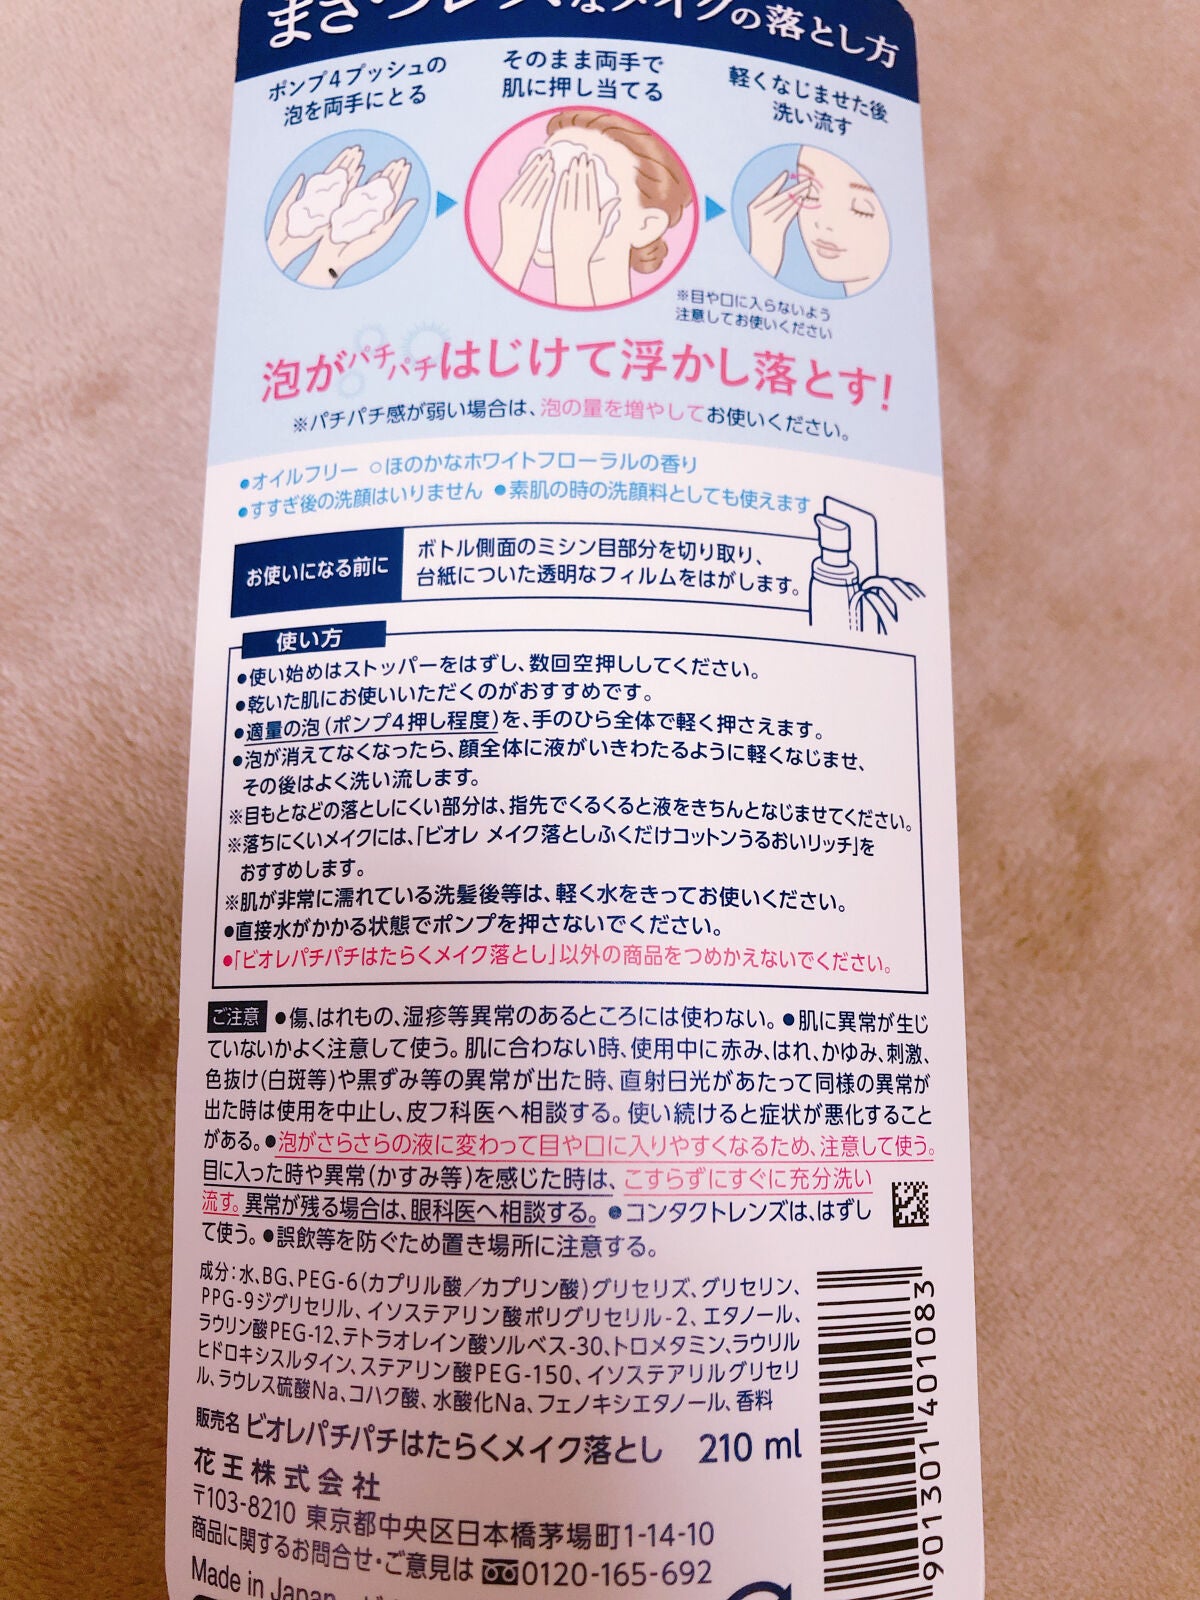 まさつレスなメイクの落とし方
ポンプ4プッシュの
泡を両手にとる
そのまま両手で
肌に押し当てる
軽くなじませた後
洗い流す
※目や口に入らないよう
注意してお使いください
泡がパチパチはじけて浮かし落とす!
※パチパチ感が弱い場合は、泡の量を増やしてお使いください。
●オイルフリー ○ほのかなホワイトフローラルの香り
●すすぎ後の洗顔はいりません ●素肌の時の洗顔料としても使えます
お使いになる前に
ボトル側面のミシン目部分を切り取り、
台紙についた透明なフィルムをはがします。
使い方
●使い始めはストッパーをはずし、数回空押ししてください。
●乾いた肌にお使いいただくのがおすすめです。
●適量の泡(ポンプ4押し程度)を、手のひら全体で軽く押さえます。
●泡が消えてなくなったら、顔全体に液がいきわたるように軽くなじませ、
その後はよく洗い流します。
※目もとなどの落としにくい部分は、指先でくるくると液をきちんとなじませてください。
※落ちにくいメイクには、「ビオレ メイク落としふくだけコットンうるおいリッチ」を
おすすめします。
※肌が非常に濡れている洗髪後等は、軽く水をきってお使いください。
●直接水がかかる状態でポンプを押さないでください。
●「ビオレパチパチはたらくメイク落とし」以外の商品をつめかえないでください。
ご注意 ●傷、はれもの、湿疹等異常のあるところには使わない。●肌に異常が生じ
ていないかよく注意して使う。肌に合わない時、使用中に赤み、はれ、かゆみ、刺激、
色抜け(白斑等)や黒ずみ等の異常が出た時、直射日光があたって同様の異常が
出た時は使用を中止し、皮フ科医へ相談する。使い続けると症状が悪化すること
がある。●泡がさらさらの液に変わって目や口に入りやすくなるため、注意して使う。
目に入った時や異常(かすみ等)を感じた時は、こすらずにすぐに充分洗い
流す。異常が残る場合は、眼科医へ相談する。●コンタクトレンズは、はずし
て使う。●誤飲等を防ぐため置き場所に注意する。
成分:水、BG、PEG-6(カプリル酸/カプリン酸)グリセリズ、グリセリン、
PPG-9ジグリセリル、イソステアリン酸ポリグリセリル-2、エタノール、
ラウリン酸PEG-12、テトラオレイン酸ソルベス-30、トロメタミン、ラウリル
ヒドロキシスルタイン、ステアリン酸PEG-150、イソステアリルグリセリ
ル、ラウレス硫酸Na、コハク酸、水酸化Na、フェノキシエタノール、香料
販売名 ビオレパチパチはたらくメイク落とし 210 ml
花王株式会社
〒103-8210 東京都中央区日本橋茅場町1-14-10
商品に関するお問合せ・ご意見は 0120-165-692
Made in Japan
9 013014 010083